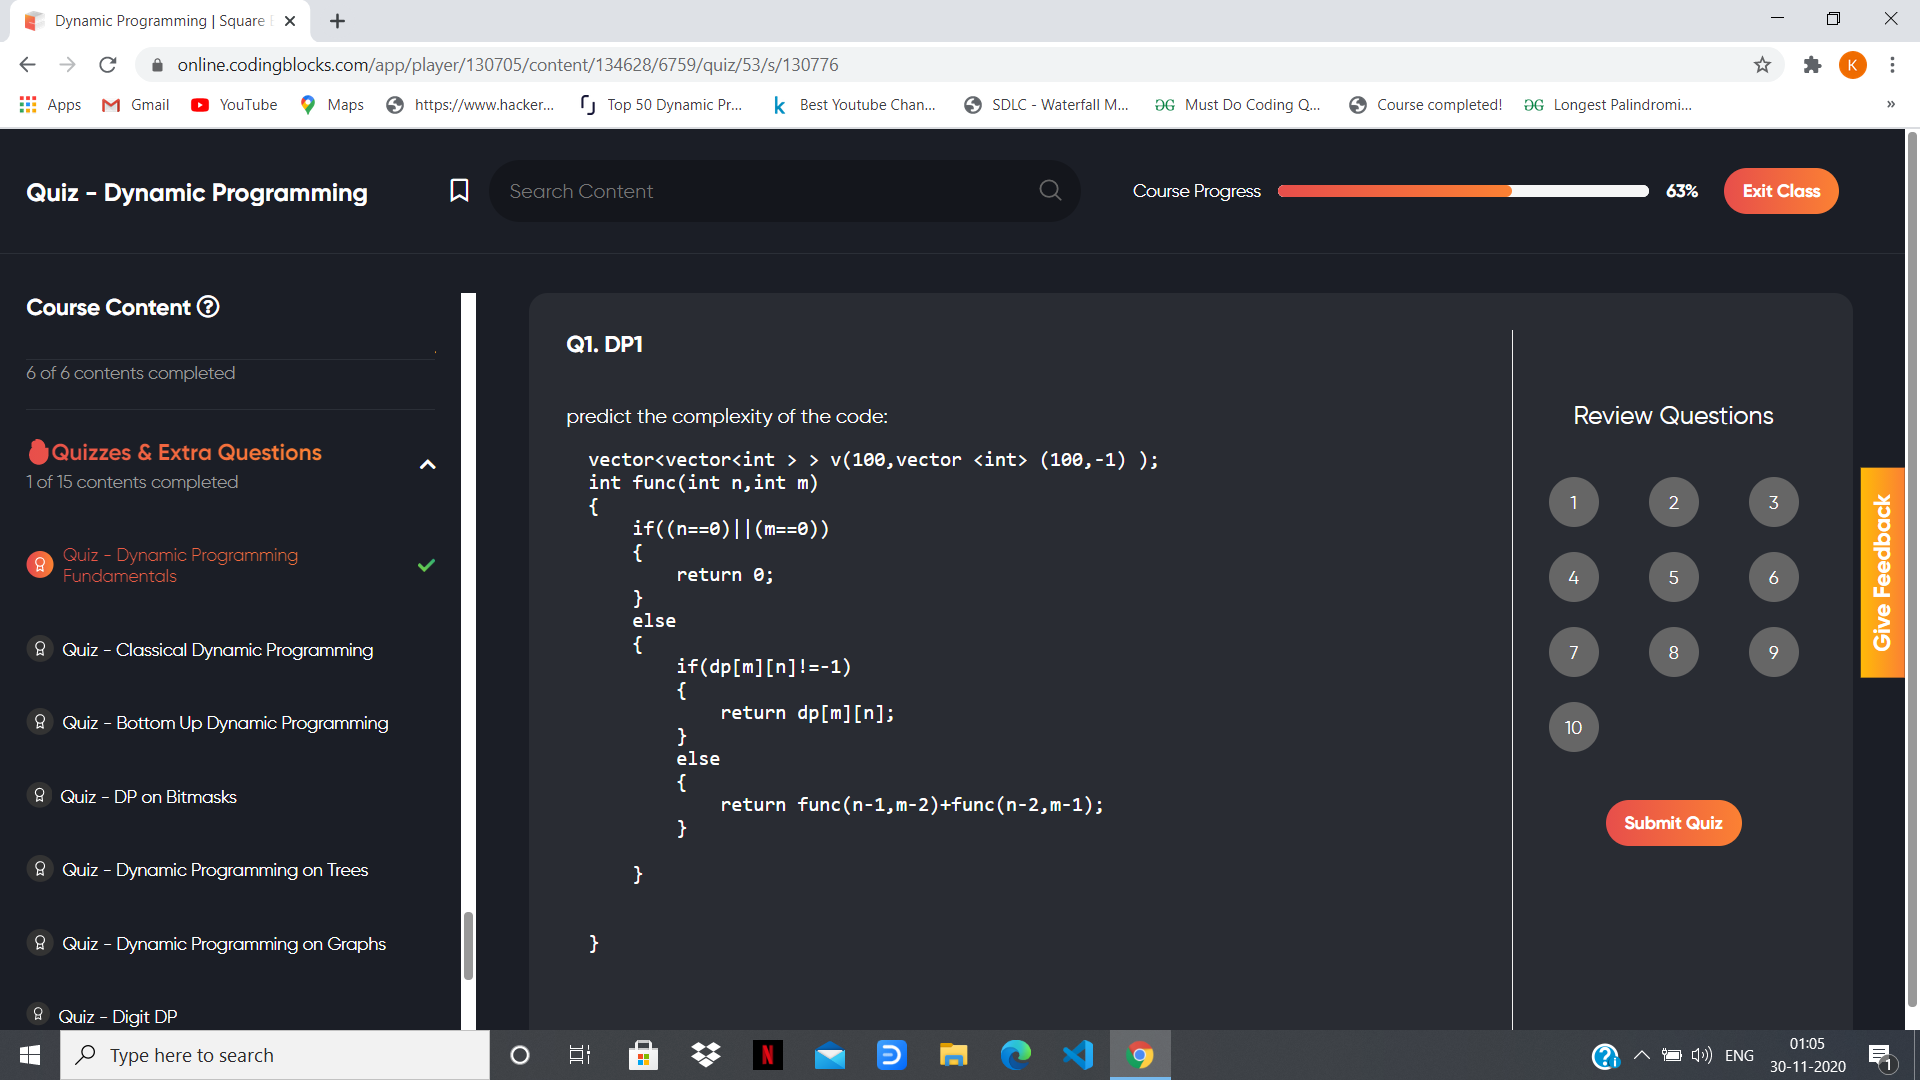 Dynamic Programming | Square
online.codingblocks.com/app/player/130705/content/134628/6759/quiz/53/s/130776
K
Apps
Gmail
YouTube
Maps
https://www.hacker...
Top 50 Dynamic Pr...
Best Youtube Chan...
SDLC - Waterfall M...
Must Do Coding Q...
Course completed!
Longest Palindromi...
»
Quiz - Dynamic Programming
Search Content
Course Progress
63%
Exit Class
Course Content
6 of 6 contents completed
Quizzes & Extra Questions
1 of 15 contents completed
Quiz - Dynamic Programming
Fundamentals
Quiz - Classical Dynamic Programming
Quiz - Bottom Up Dynamic Programming
Quiz - DP on Bitmasks
Quiz - Dynamic Programming on Trees
Quiz - Dynamic Programming on Graphs
Quiz - Digit DP
Q1. DP1
predict the complexity of the code:
vector<vector<int > > v(100,vector <int> (100,-1) );
int func(int n,int m)
{
if((n==0)||(m==0))
{
return 0;
}
else
{
if(dp[m][n]!=-1)
{
return dp[m][n];
}
else
{
return func(n-1,m-2)+func(n-2,m-1);
}
}
}
Review Questions
1 2 3
4 5 6
7 8 9
10
Submit Quiz
Give Feedback
Type here to search
N
ENG
01:05
30-11-2020
1